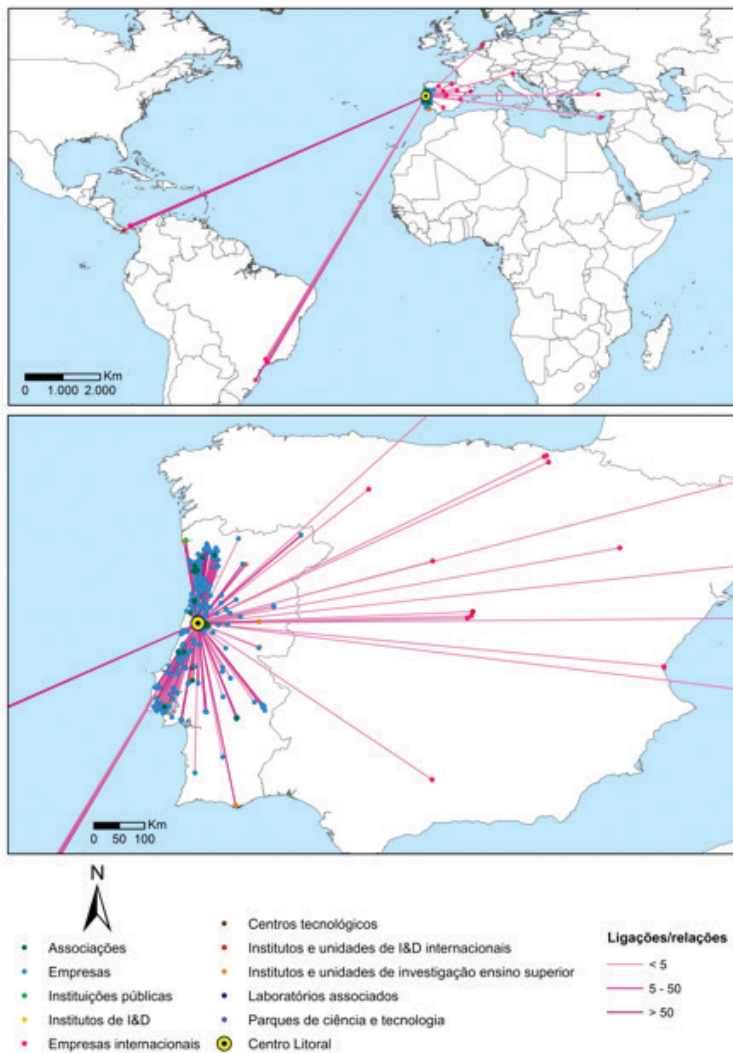 Km
0 1.000 2.000
Km
0 50 100
N
Associações
Empresas
Instituições públicas
Institutos de I&D
Empresas internacionais
Centros tecnológicos
Institutos e unidades de I&D internacionais
Institutos e unidades de investigação ensino superior
Laboratórios associados
Parques de ciência e tecnologia
Centro Litoral
Ligações/relações
< 5
5 - 50
> 50